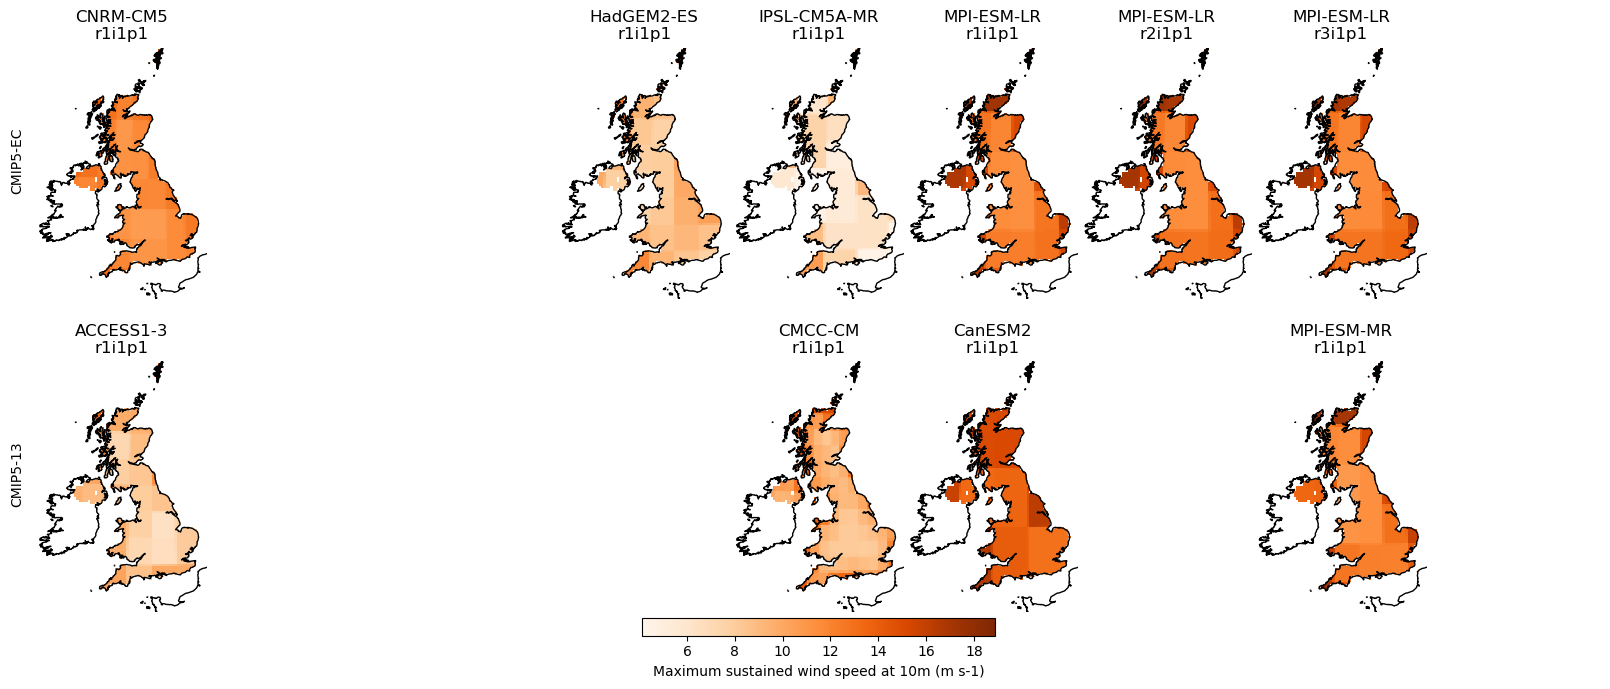 CNRM-CM5
r1i1p1
HadGEM2-ES
r1i1p1
IPSL-CM5A-MR
r1i1p1
MPI-ESM-LR
r1i1p1
MPI-ESM-LR
r2i1p1
MPI-ESM-LR
r3i1p1
CMIP5-EC
ACCESS1-3
r1i1p1
CMCC-CM
r1i1p1
CanESM2
r1i1p1
MPI-ESM-MR
r1i1p1
CMIP5-13
6 8 10 12 14 16 18
Maximum sustained wind speed at 10m (m s-1)